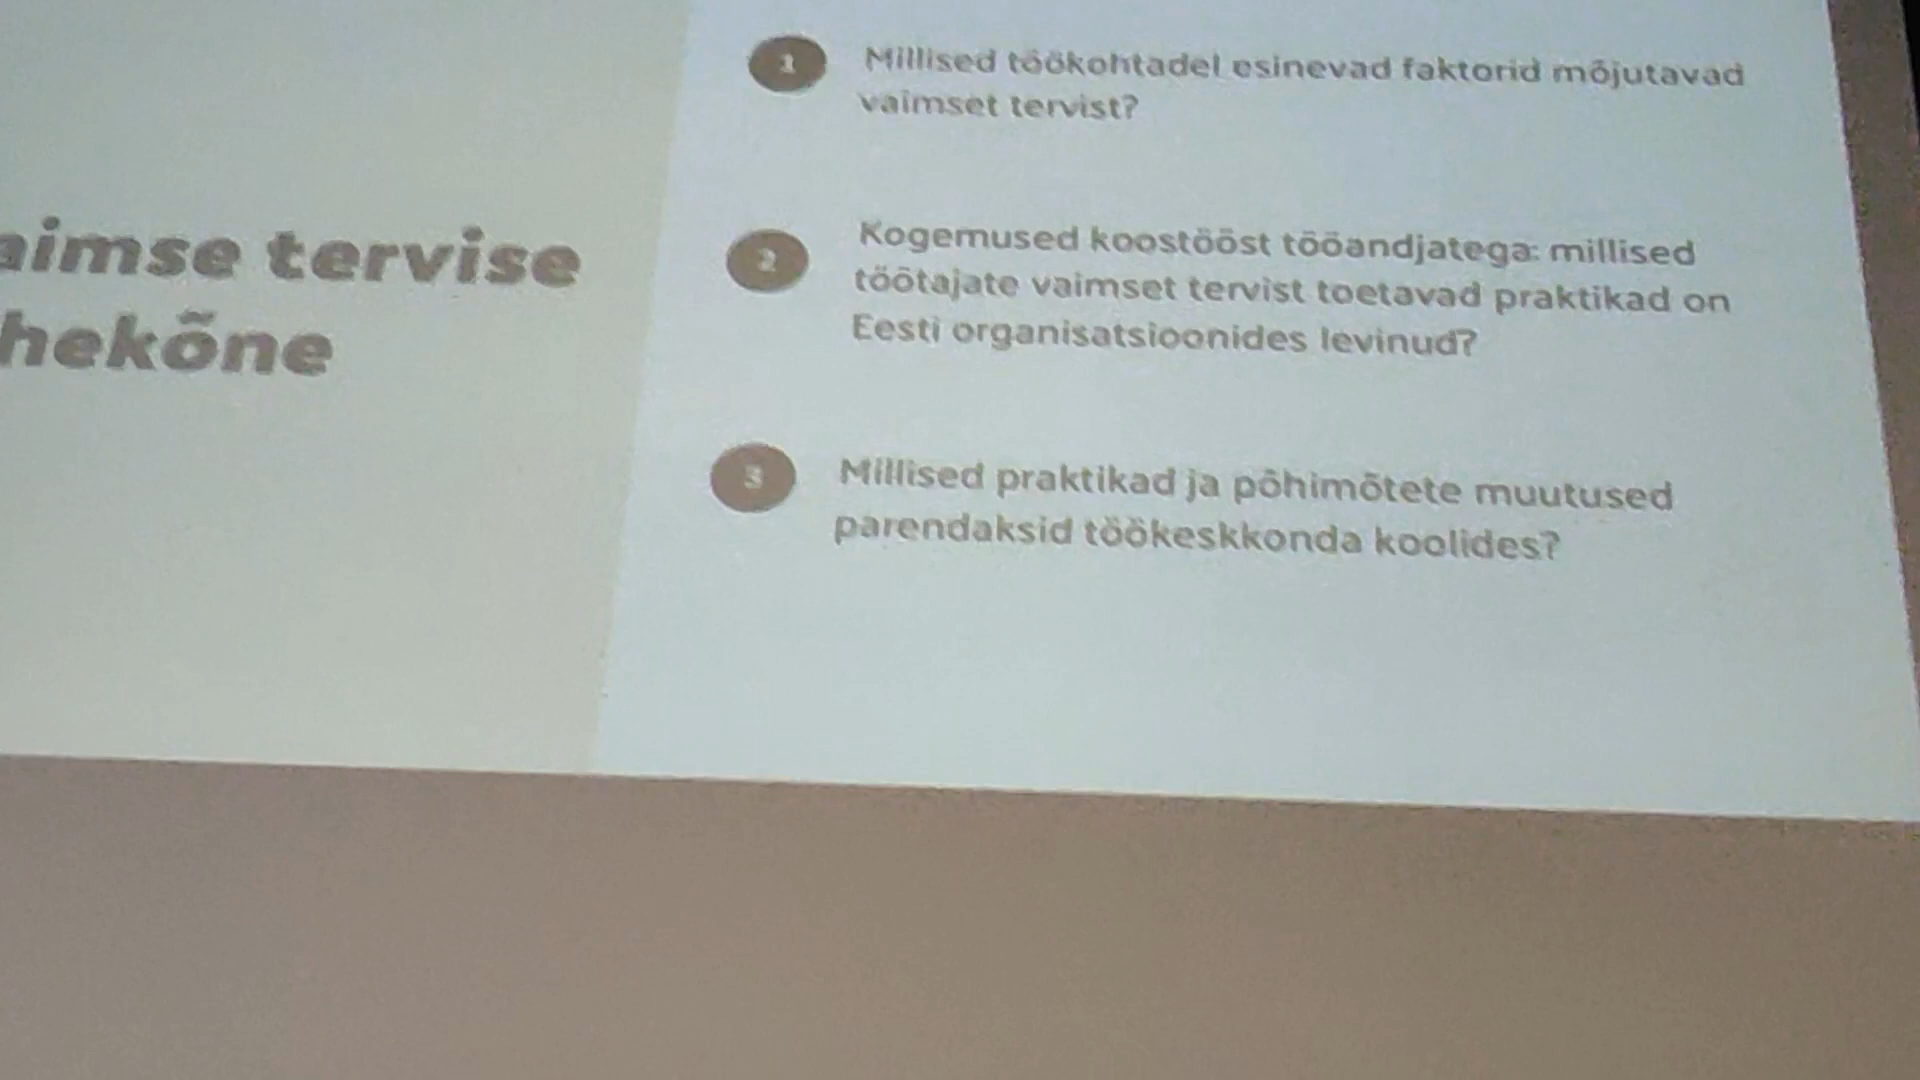 aimse tervise
hekõne
1
Millised töökohtadel esinevad faktorid mõjutavad
vaimset tervist?
2
Kogemused koostööst tööandjatega: millised
töötajate vaimset tervist toetavad praktikad on
Eesti organisatsioonides levinud?
3
Millised praktikad ja põhimõtete muutused
parendaksid töökeskkonda koolides?